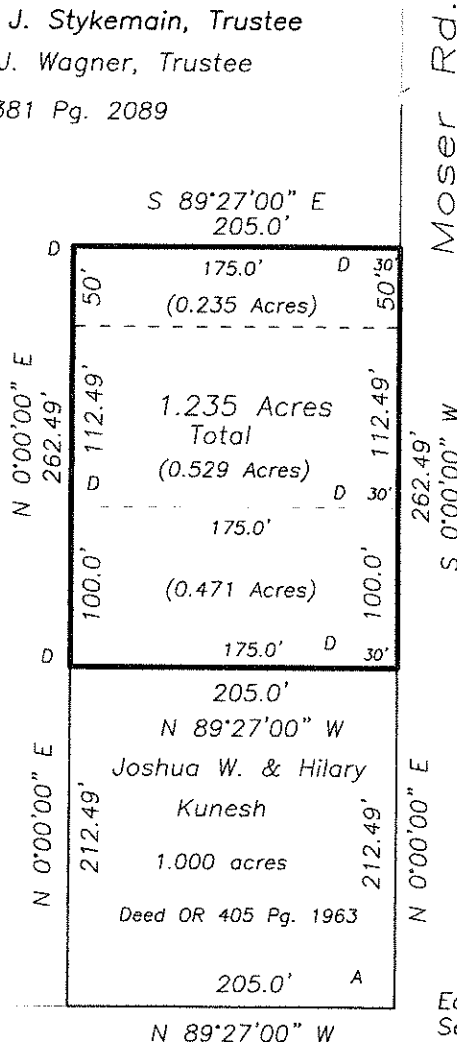 J. Stykemain, Trustee
J. Wagner, Trustee
381 Pg. 2089
Moser Rd.
S 89°27'00" E
205.0'
D
175.0' D 30'
50' 50'
(0.235 Acres)
N 0°00'00" E
262.49'
112.49'
1.235 Acres
Total
112.49'
(0.529 Acres)
D D 30'
262.49'
S 0°00'00" W
175.0'
100.0' 100.0'
(0.471 Acres)
D 175.0' D 30'
205.0'
N 89°27'00" W
Joshua W. & Hilary
Kunesh
N 0°00'00" E
212.49' 212.49'
N 0°00'00" E
1.000 acres
Deed OR 405 Pg. 1963
205.0' A
N 89°27'00" W